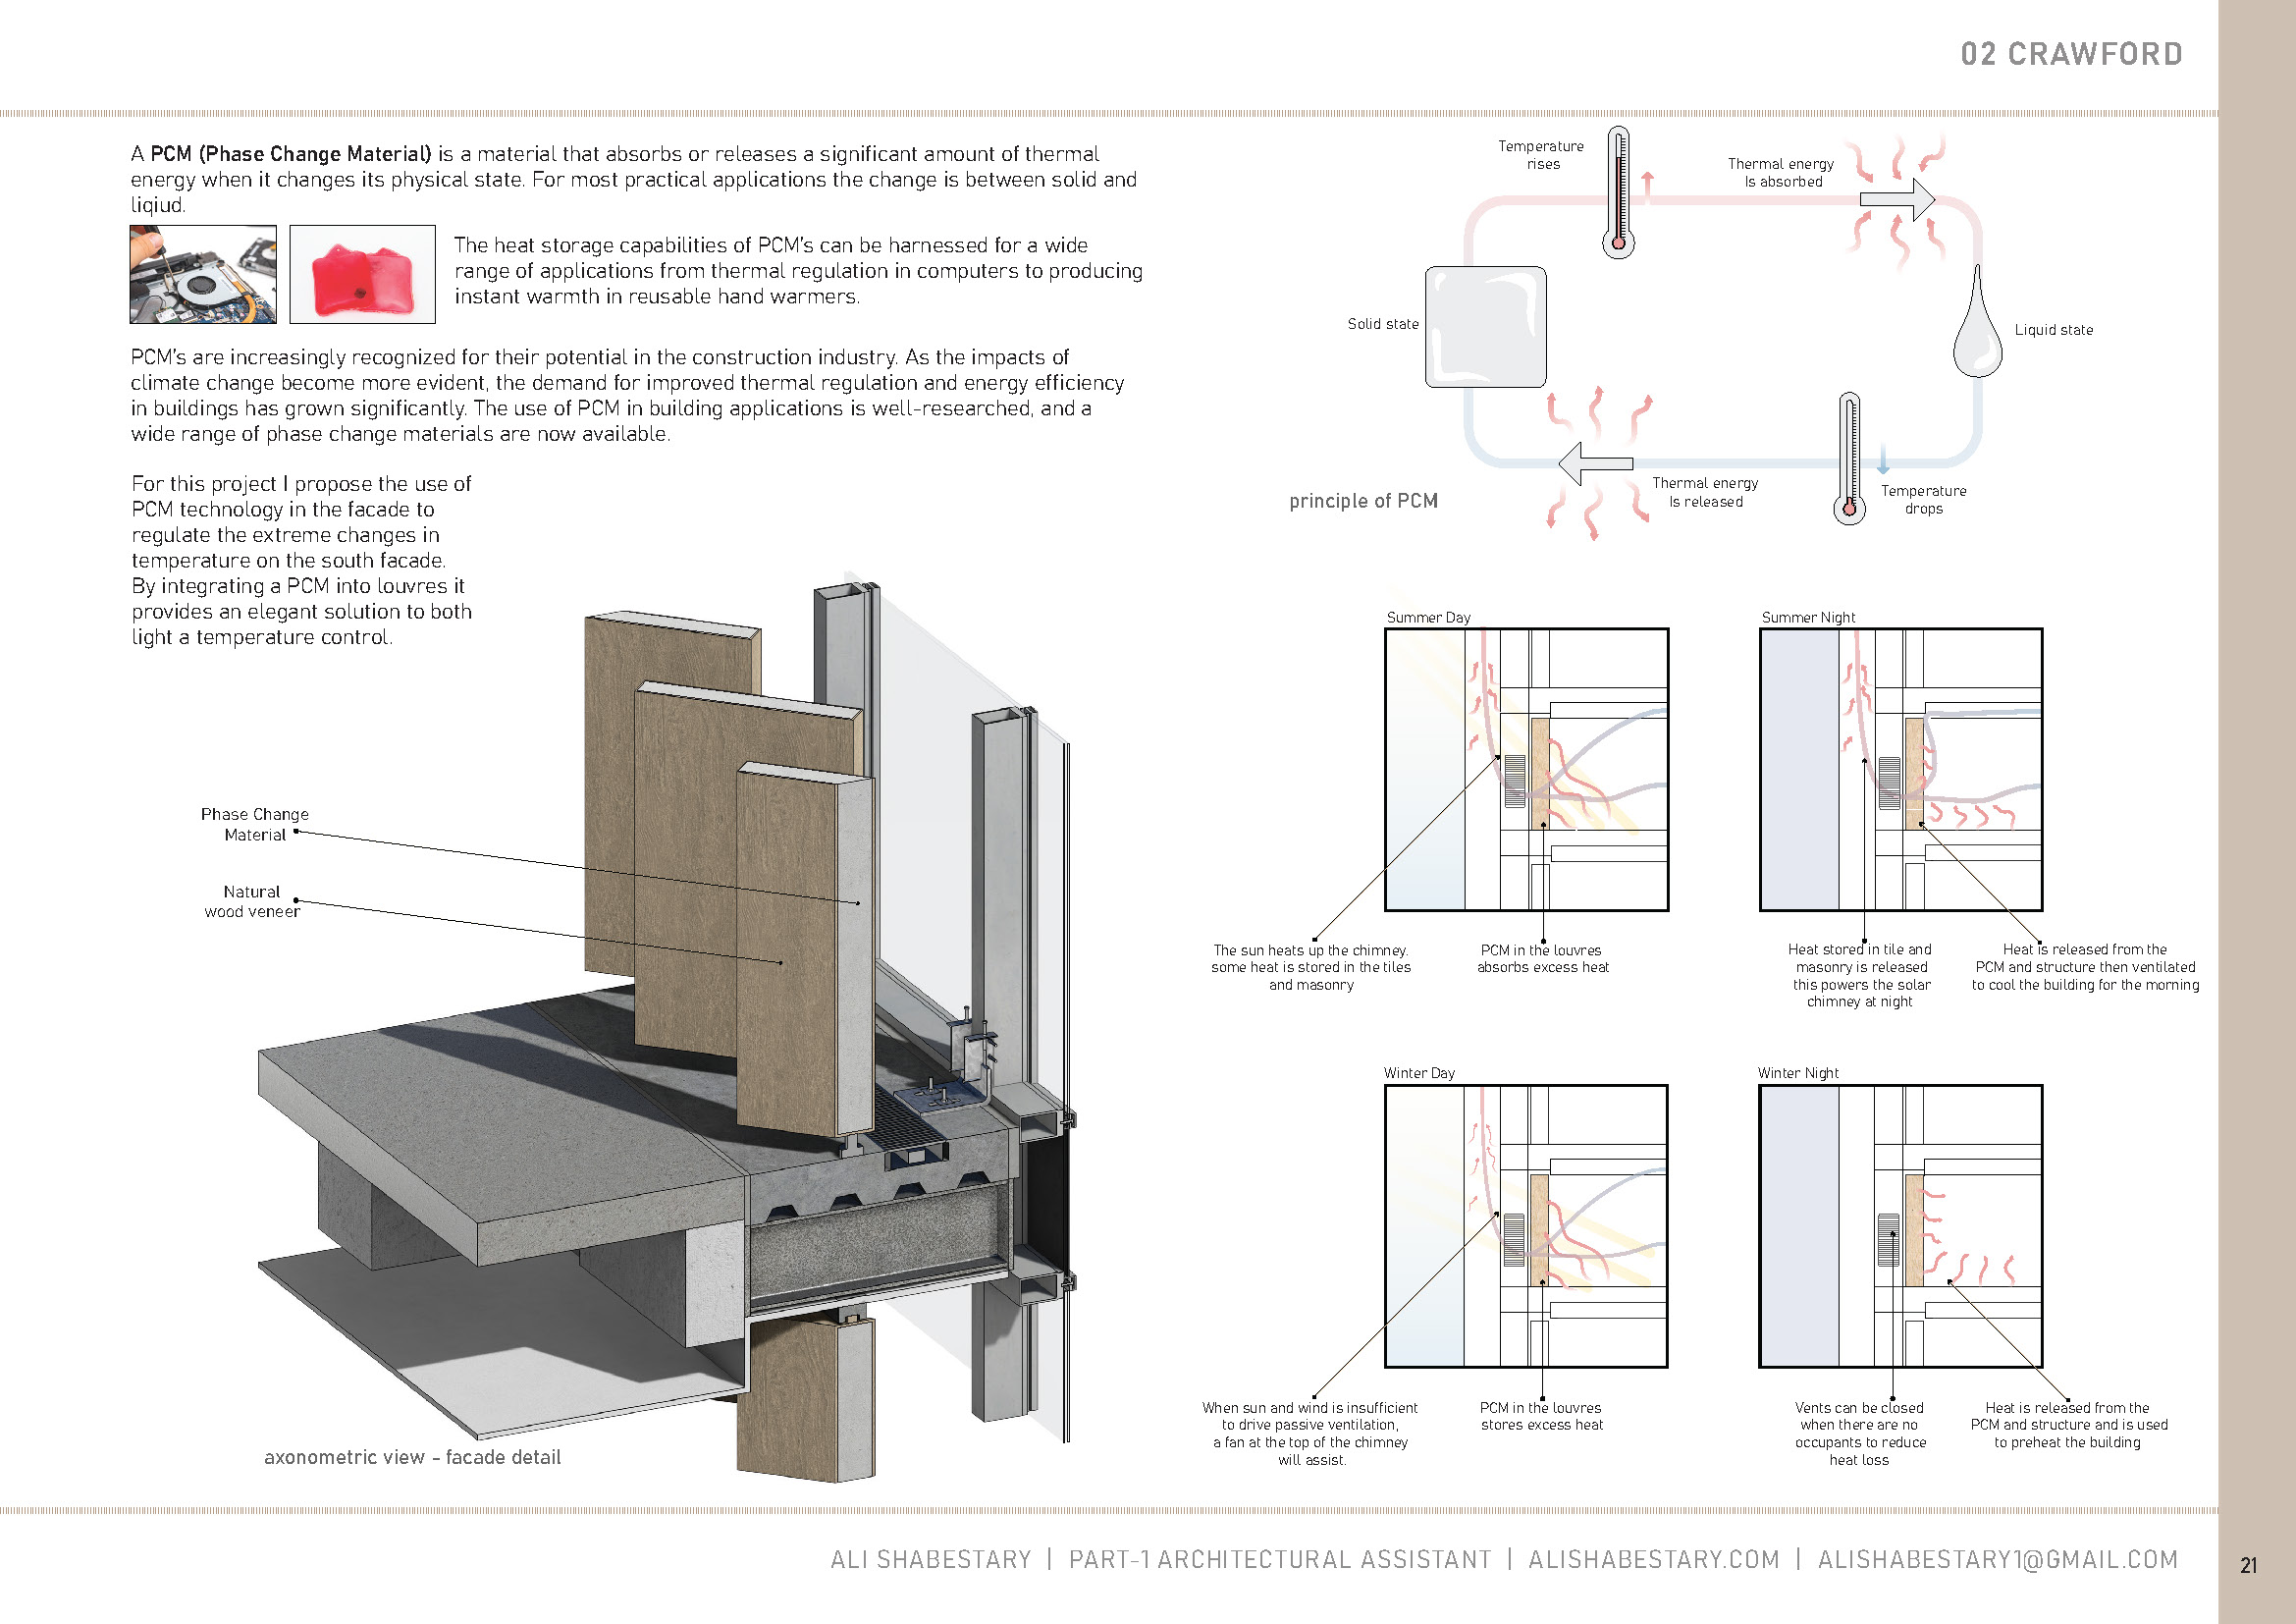 02 CRAWFORD
A PCM (Phase Change Material) is a material that absorbs or releases a significant amount of thermal
energy when it changes its physical state. For most practical applications the change is between solid and
liqiud.
The heat storage capabilities of PCM's can be harnessed for a wide
range of applications from thermal regulation in computers to producing
instant warmth in reusable hand warmers.
PCM's are increasingly recognized for their potential in the construction industry. As the impacts of
climate change become more evident, the demand for improved thermal regulation and energy efficiency
in buildings has grown significantly. The use of PCM in building applications is well-researched, and a
wide range of phase change materials are now available.
For this project I propose the use of
PCM technology in the facade to
regulate the extreme changes in
temperature on the south facade.
By integrating a PCM into louvres it
provides an elegant solution to both
light a temperature control.
Phase Change
Material
Natural
wood veneer
axonometric view - facade detail
Temperature
rises
Thermal energy
Is absorbed
Solid state
Liquid state
Thermal energy
Is released
Temperature
drops
principle of PCM
Summer Day
The sun heats up the chimney.
some heat is stored in the tiles
and masonry
PCM in the louvres
absorbs excess heat
Summer Night
Heat stored in tile and
masonry is released
this powers the solar
chimney at night
Heat is released from the
PCM and structure then ventilated
to cool the building for the morning
Winter Day
When sun and wind is insufficient
to drive passive ventilation,
a fan at the top of the chimney
will assist.
PCM in the louvres
stores excess heat
Winter Night
Vents can be closed
when there are no
occupants to reduce
heat loss
Heat is released from the
PCM and structure and is used
to preheat the building
ALI SHABESTARY | PART-1 ARCHITECTURAL ASSISTANT | ALISHABESTARY.COM | ALISHABESTARY1@GMAIL.COM
21